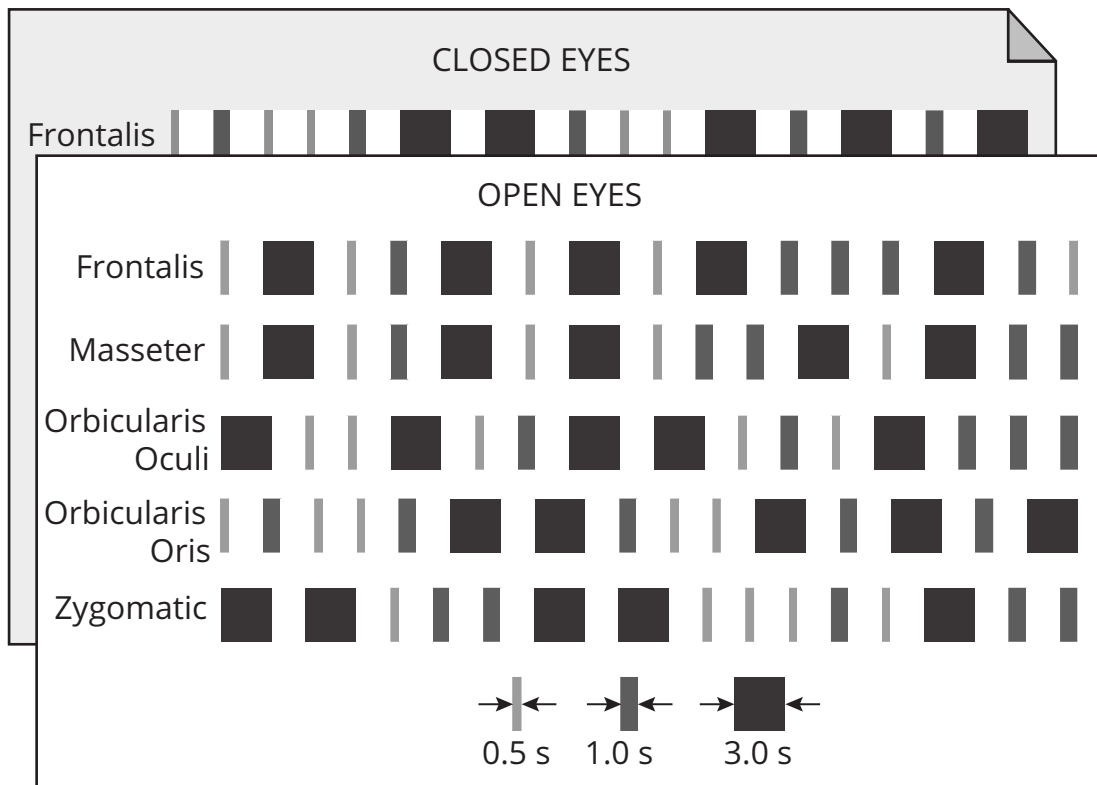 CLOSED EYES
Frontalis
OPEN EYES
Frontalis
Masseter
Orbicularis
Oculi
Orbicularis
Oris
Zygomatic
0.5 s 1.0 s 3.0 s